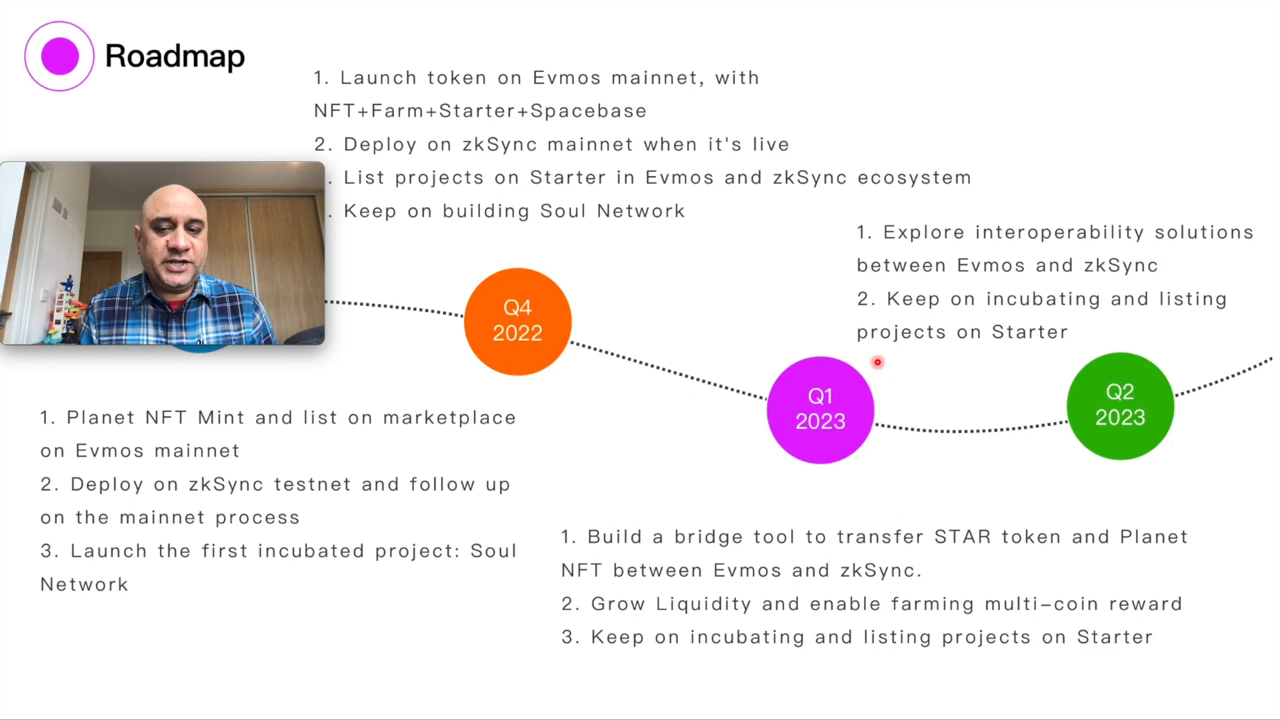 Roadmap
1. Launch token on Evmos mainnet, with
NFT+Farm+Starter+Spacebase
2. Deploy on zkSync mainnet when it's live
. List projects on Starter in Evmos and zkSync ecosystem
. Keep on building Soul Network
1. Explore interoperability solutions
between Evmos and zkSync
2. Keep on incubating and listing
projects on Starter
Q4
2022
Q1
2023
Q2
2023
1. Planet NFT Mint and list on marketplace
on Evmos mainnet
2. Deploy on zkSync testnet and follow up
on the mainnet process
3. Launch the first incubated project: Soul
Network
1. Build a bridge tool to transfer STAR token and Planet
NFT between Evmos and zkSync.
2. Grow Liquidity and enable farming multi-coin reward
3. Keep on incubating and listing projects on Starter